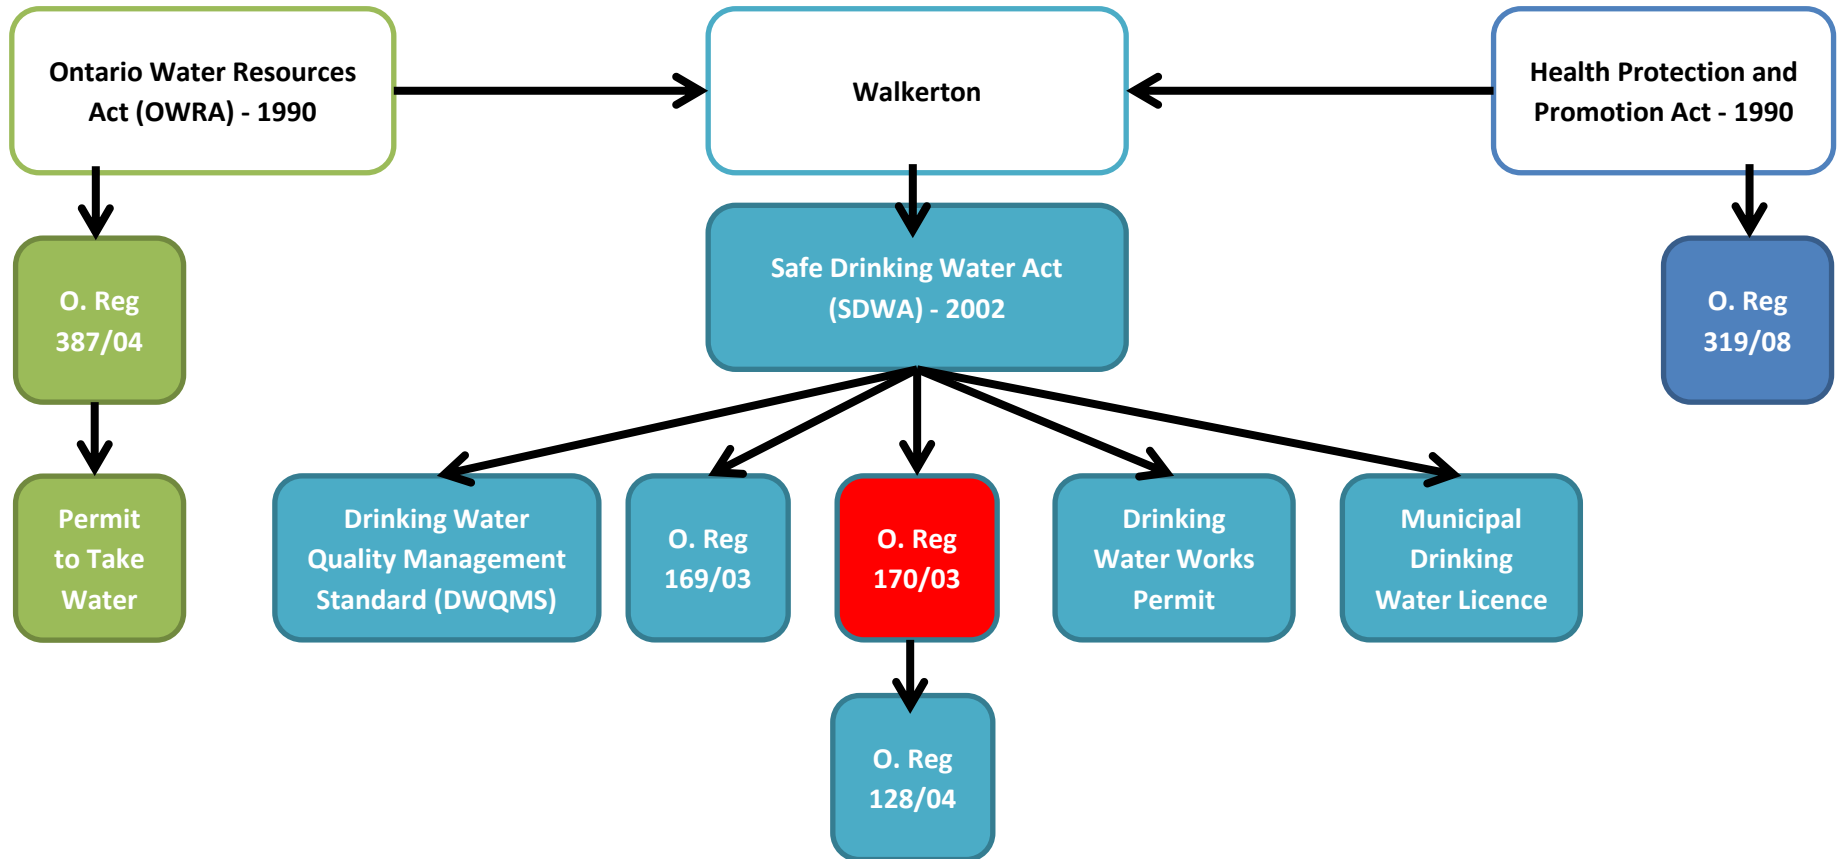 Ontario Water Resources
Act (OWRA) - 1990
Walkerton
Health Protection and
Promotion Act - 1990
O. Reg
387/04
Safe Drinking Water Act
(SDWA) - 2002
O. Reg
319/08
Permit
to Take
Water
Drinking Water
Quality Management
Standard (DWQMS)
O. Reg
169/03
O. Reg
170/03
Drinking
Water Works
Permit
Municipal
Drinking
Water Licence
O. Reg
128/04